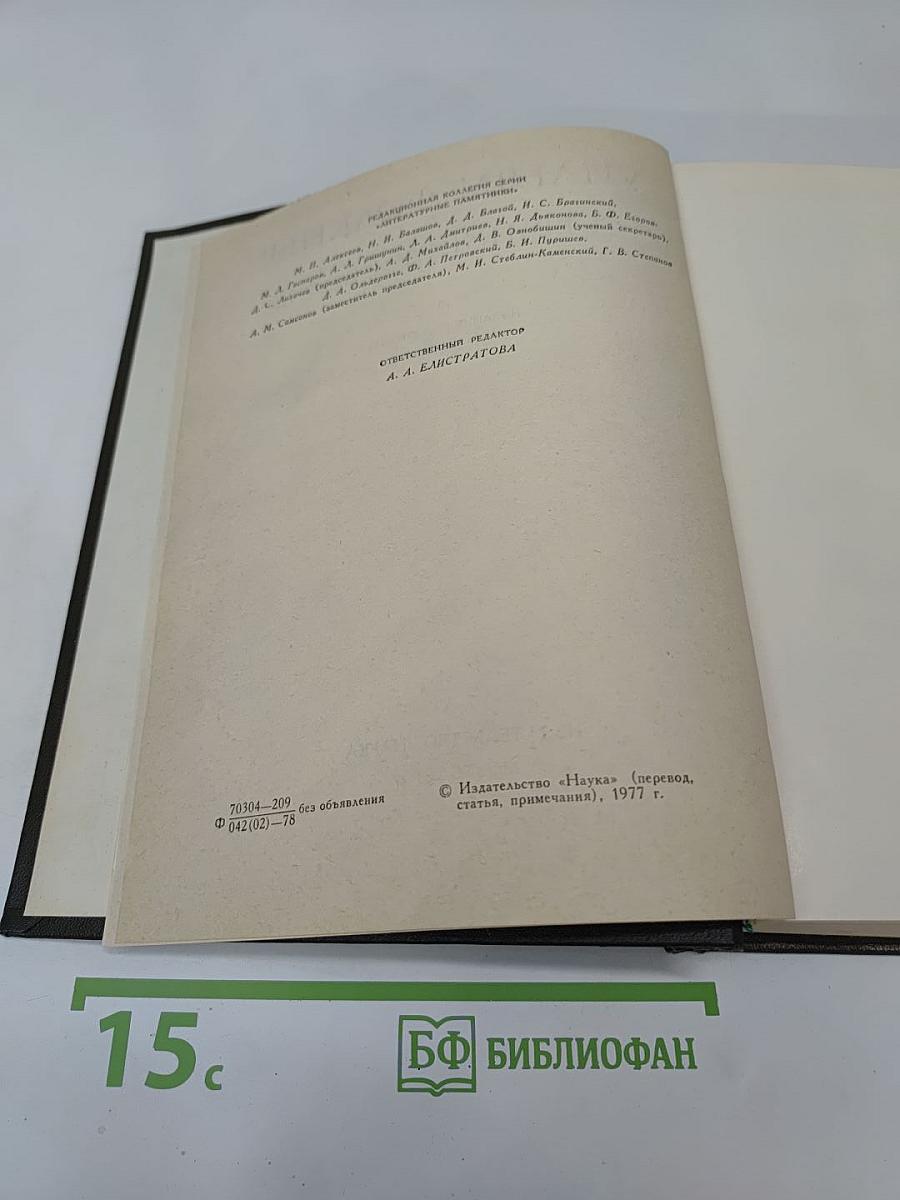 РЕДАКЦИОННАЯ КОЛЛЕГИЯ СЕРИИ
«ЛИТЕРАТУРНЫЕ ПАМЯТНИКИ»
М. П. Алексеев, Н. И. Балашов, Д. Д. Благой, И. С. Брагинский,
М. Л. Гаспаров, А. Л. Гришунин, Л. А. Дмитриев, Н. Я. Дьяконова, Б. Ф. Егоров,
Д. С. Лихачев (председатель), А. Д. Михайлов, Д. В. Ознобишин (ученый секретарь),
Д. А. Ольдерогге, Ф. А. Петровский, Б. И. Пуришев,
А. М. Самсонов (заместитель председателя), М. И. Стеблин-Каменский, Г. В. Степанов
ОТВЕТСТВЕННЫЙ РЕДАКТОР
А. А. ЕЛИСТРАТОВА
Ф 70304—209
042(02)—78 без объявления
© Издательство «Наука» (перевод,
статья, примечания), 1977 г.
15 с
БФ БИБЛИОФАН